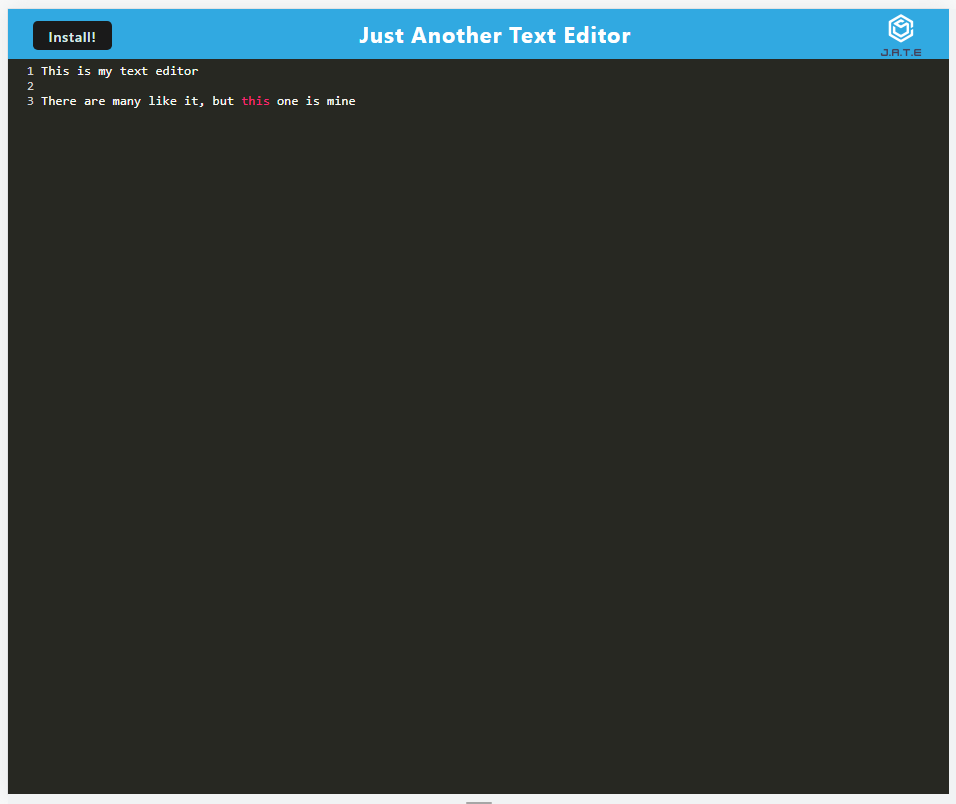 Install!
Just Another Text Editor
J.A.T.E
1 This is my text editor
2
3 There are many like it, but this one is mine